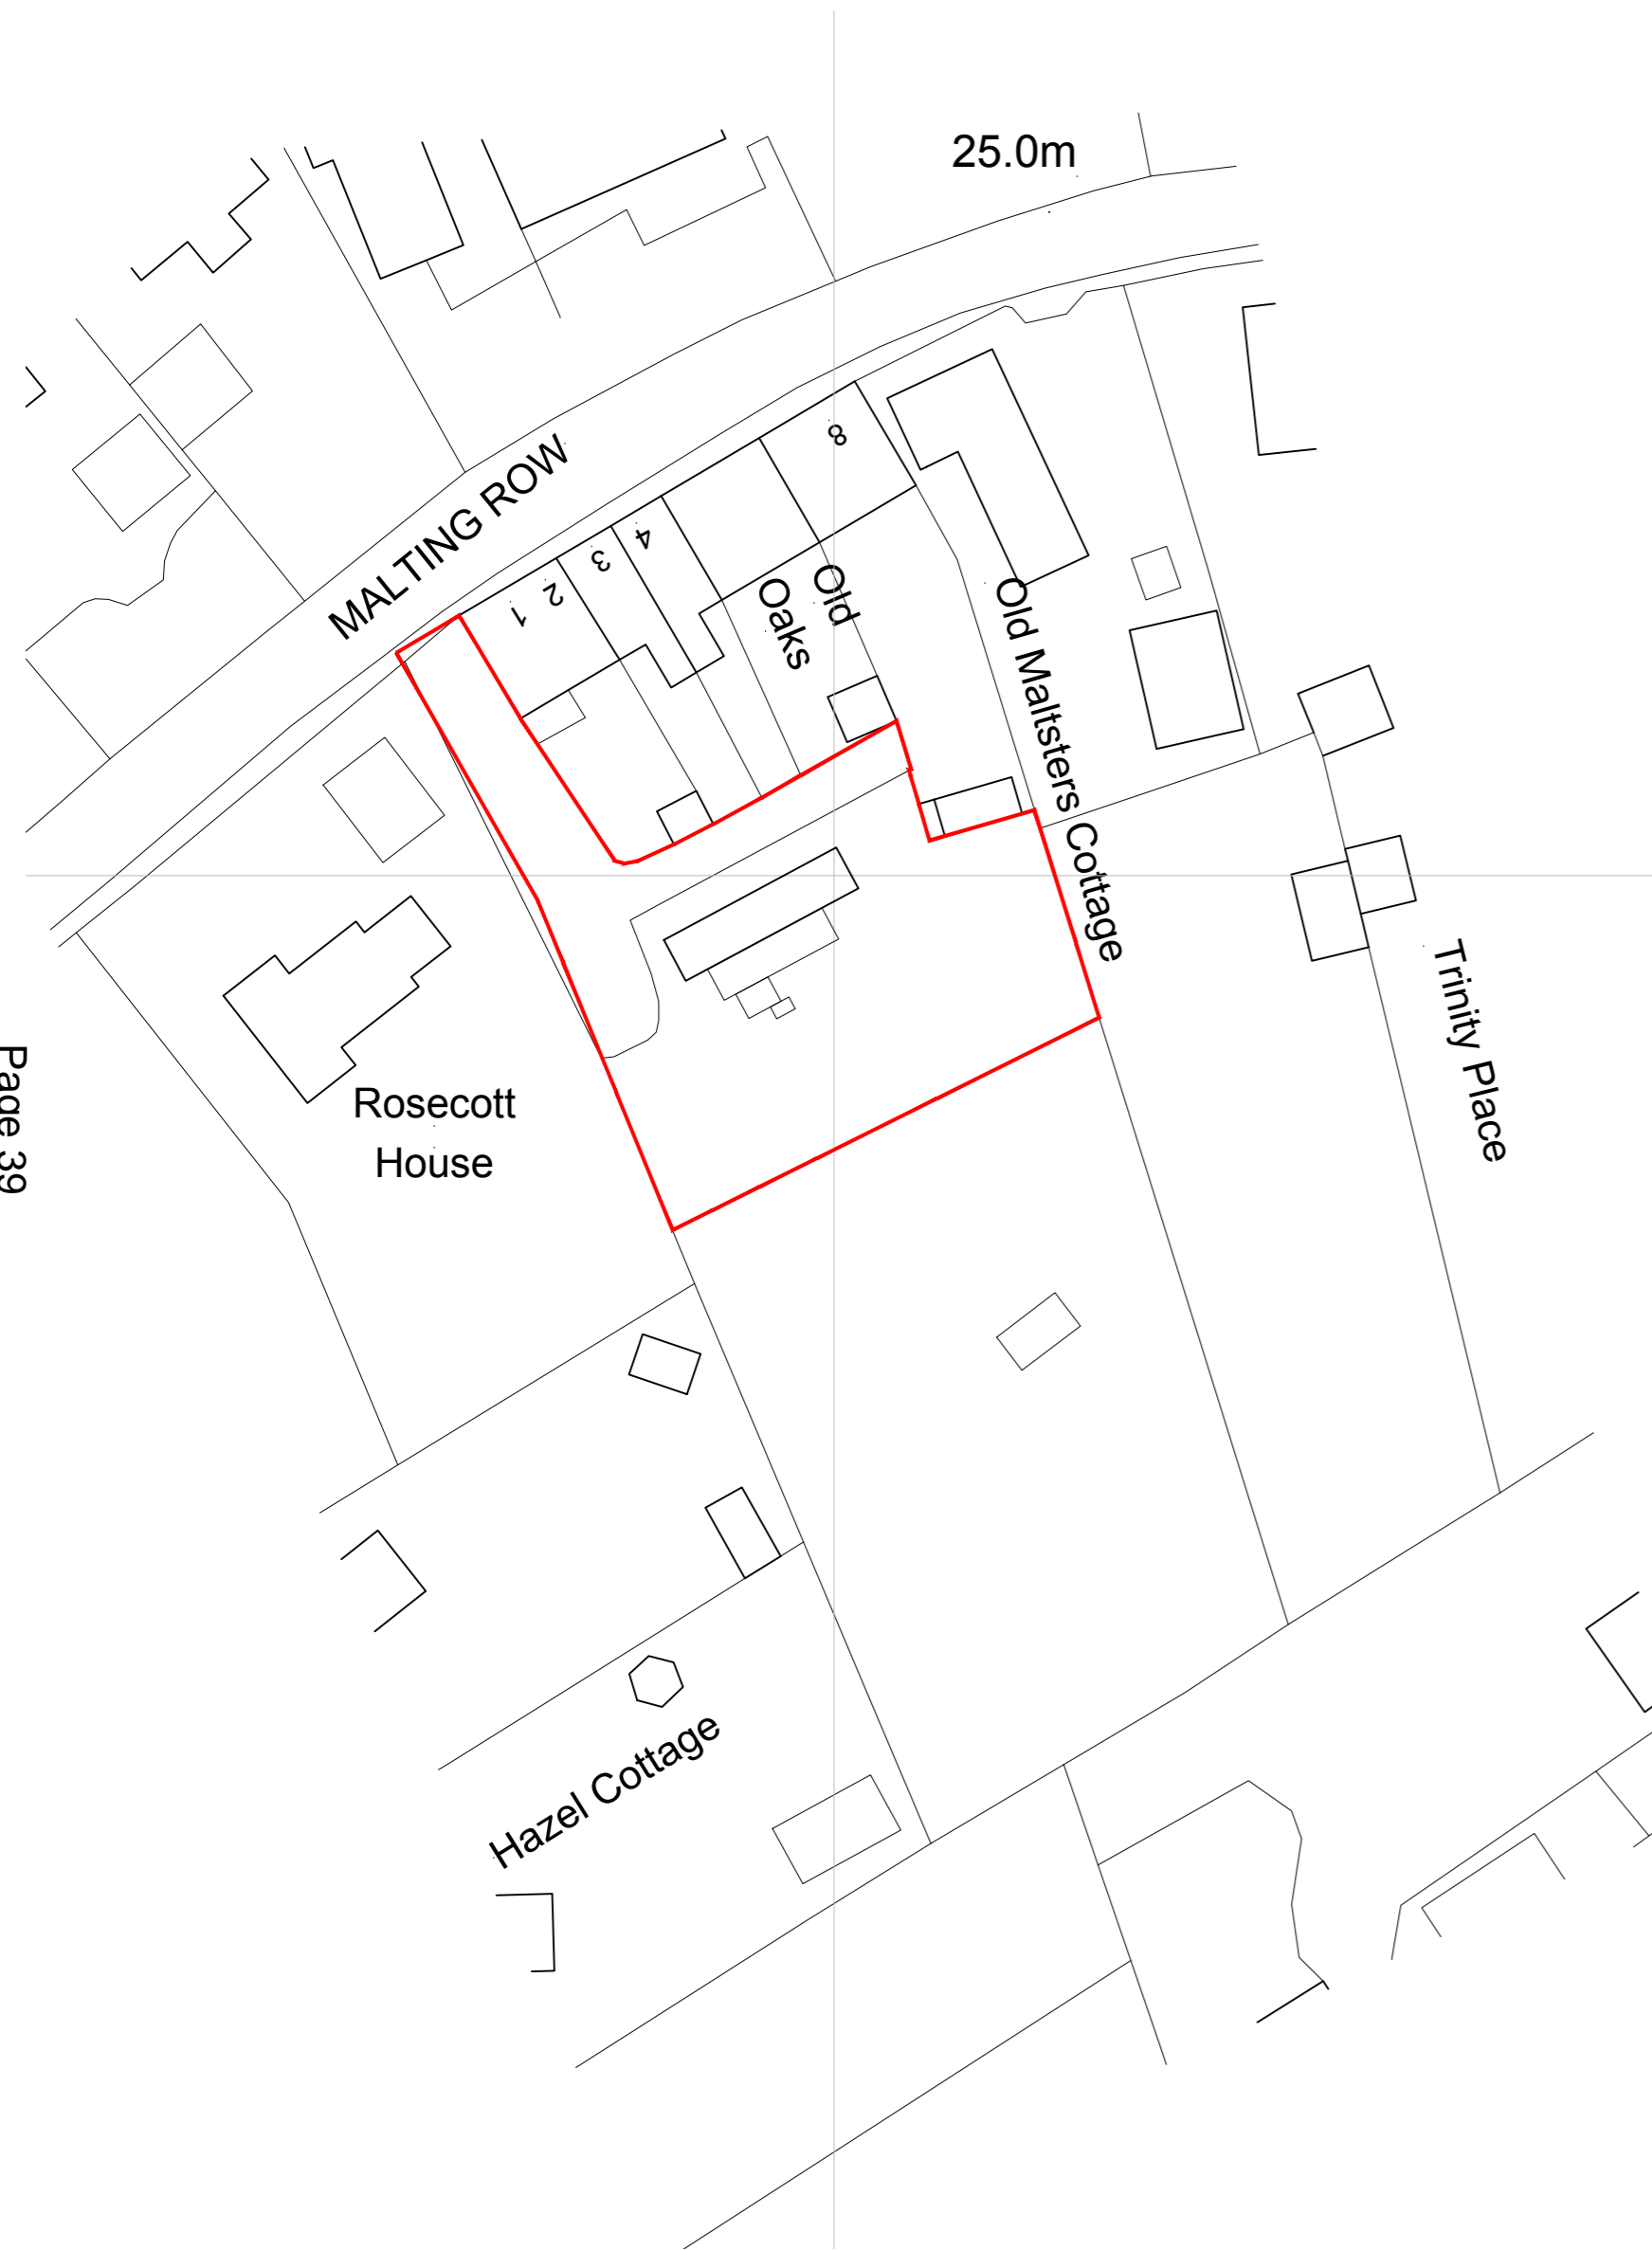 25.0m
MALTING ROW
8
4
3
2
1
Old
Oaks
Old Maltsters Cottage
Trinity Place
Rosecott
House
Page 39
Hazel Cottage